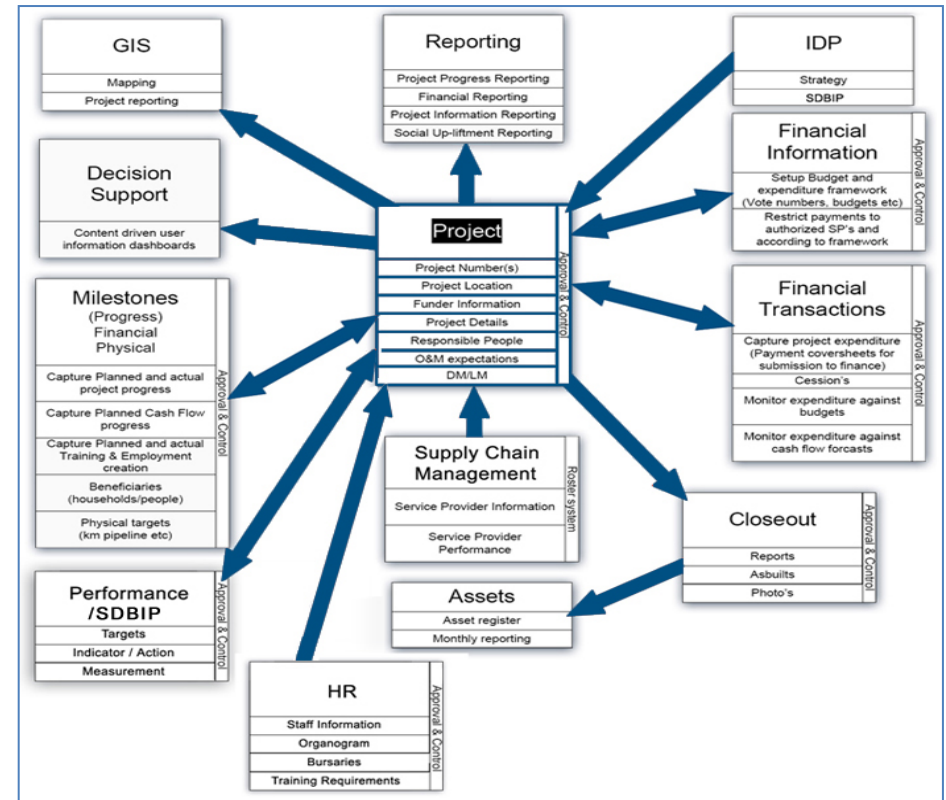 GIS
Mapping
Project reporting
Reporting
Project Progress Reporting
Financial Reporting
Project Information Reporting
Social Up-liftment Reporting
IDP
Strategy
SDBIP
Decision
Support
Content driven user
information dashboards
Project
Project Number(s)
Project Location
Funder Information
Project Details
Responsible People
O&M expectations
DM/LM
Approval & Control
Financial
Information
Setup Budget and
expenditure framework
(Vote numbers, budgets etc)
Restrict payments to
authorized SP's and
according to framework
Approval & Control
Milestones
(Progress)
Financial
Physical
Capture Planned and actual
project progress
Capture Planned Cash Flow
progress
Capture Planned and actual
Training & Employment
creation
Beneficiaries
(households/people)
Physical targets
(km pipeline etc)
Approval & Control
Financial
Transactions
Capture project expenditure
(Payment coversheets for
submission to finance)
Cession's
Monitor expenditure against
budgets
Monitor expenditure against
cash flow forcasts
Approval & Control
Supply Chain
Management
Service Provider Information
Service Provider
Performance
Roster system
Closeout
Reports
Asbuilts
Photo's
Approval & Control
Performance
/SDBIP
Targets
Indicator / Action
Measurement
Approval & Control
Assets
Asset register
Monthly reporting
HR
Staff Information
Organogram
Bursaries
Training Requirements
Approval & Control